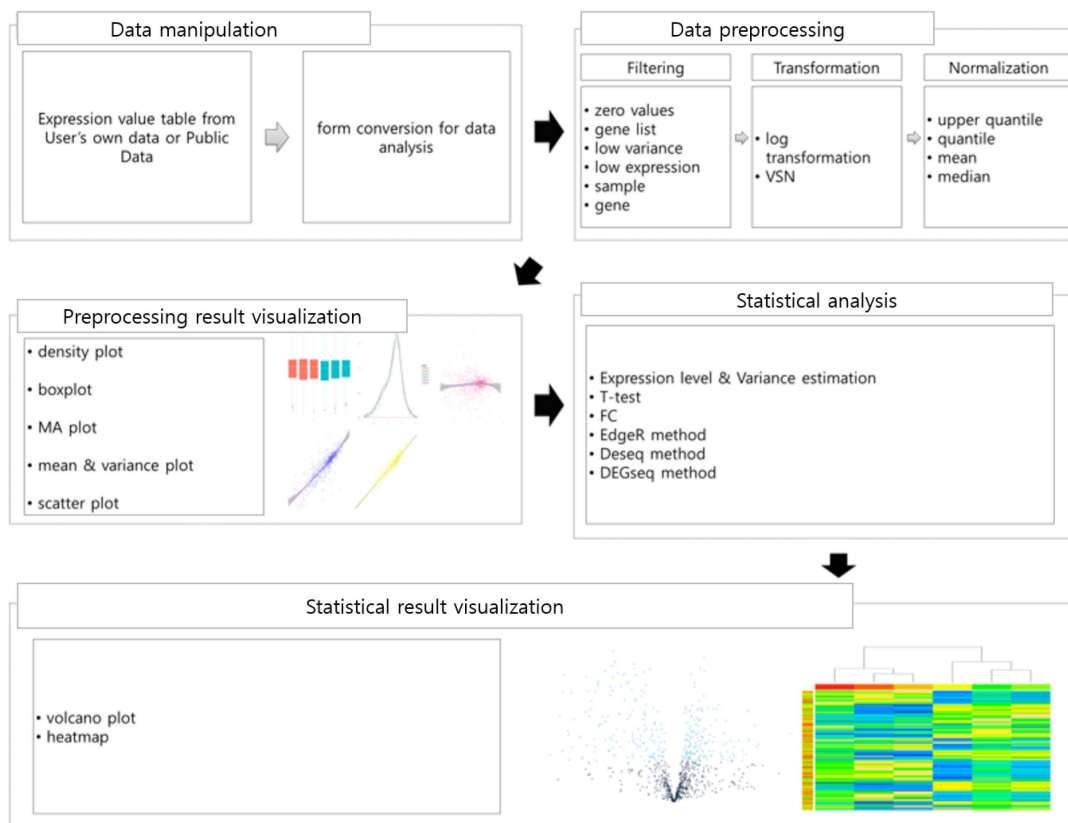 Data manipulation
Expression value table from
User's own data or Public
Data
form conversion for data
analysis
Data preprocessing
Filtering
• zero values
• gene list
• low variance
• low expression
• sample
• gene
Transformation
• log
transformation
• VSN
Normalization
• upper quantile
• quantile
• mean
• median
Preprocessing result visualization
• density plot
• boxplot
• MA plot
• mean & variance plot
• scatter plot
Statistical analysis
• Expression level & Variance estimation
• T-test
• FC
• EdgeR method
• Deseq method
• DEGseq method
Statistical result visualization
• volcano plot
• heatmap